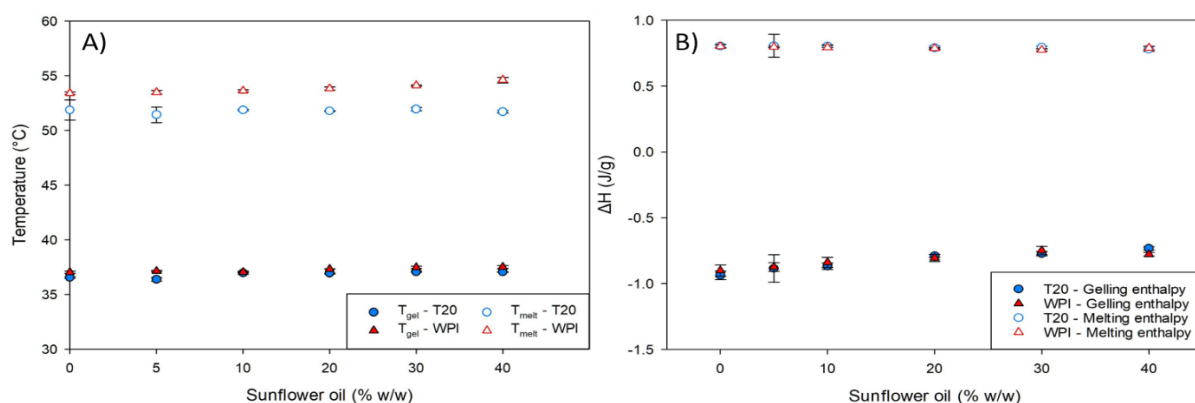 A)
60
55
50
45
40
35
30
Temperature (°C)
0 5 10 20 30 40
Sunflower oil (% w/w)
Tgel - T20 Tmelt - T20
Tgel - WPI Tmelt - WPI
B)
1.0
0.5
0.0
-0.5
-1.0
-1.5
ΔH (J/g)
0 10 20 30 40
Sunflower oil (% w/w)
T20 - Gelling enthalpy
WPI - Gelling enthalpy
T20 - Melting enthalpy
WPI - Melting enthalpy